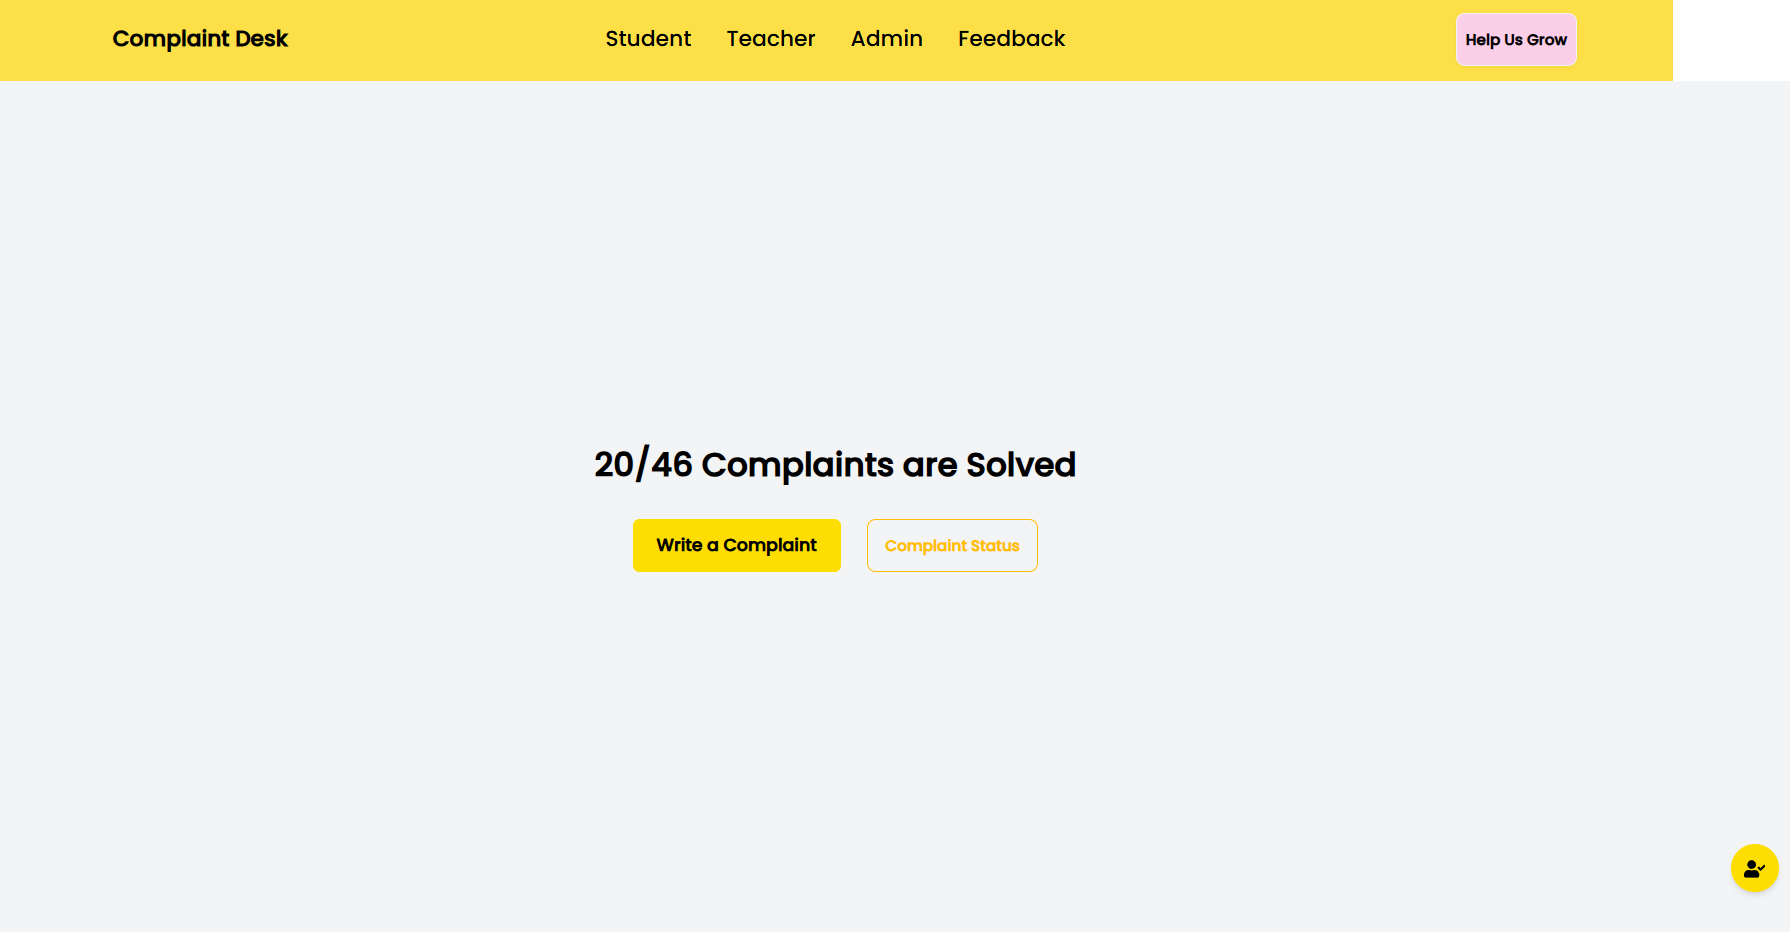 Complaint Desk
Student Teacher Admin Feedback
Help Us Grow
20/46 Complaints are Solved
Write a Complaint
Complaint Status